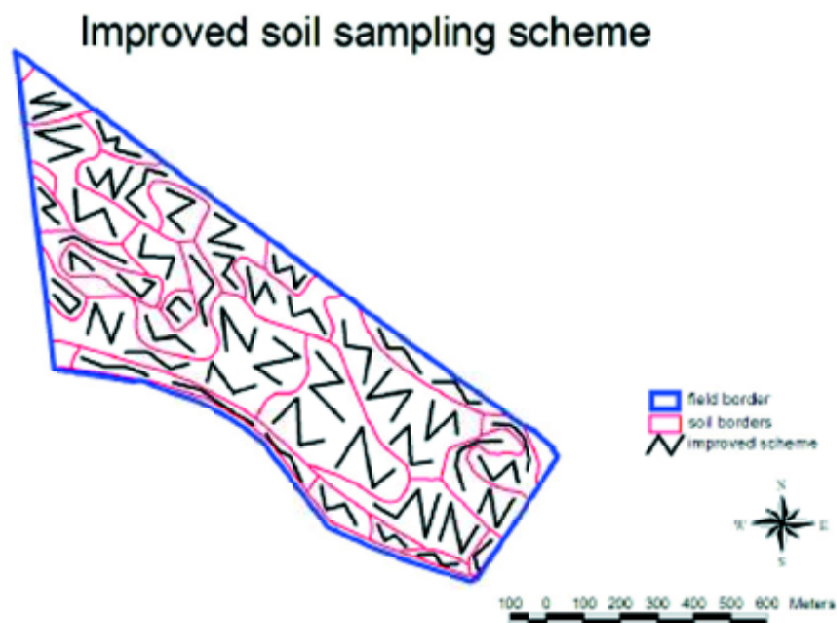 Improved soil sampling scheme
field border
soil borders
improved scheme
N
W E
S
100 0 100 200 300 400 500 600 Meters